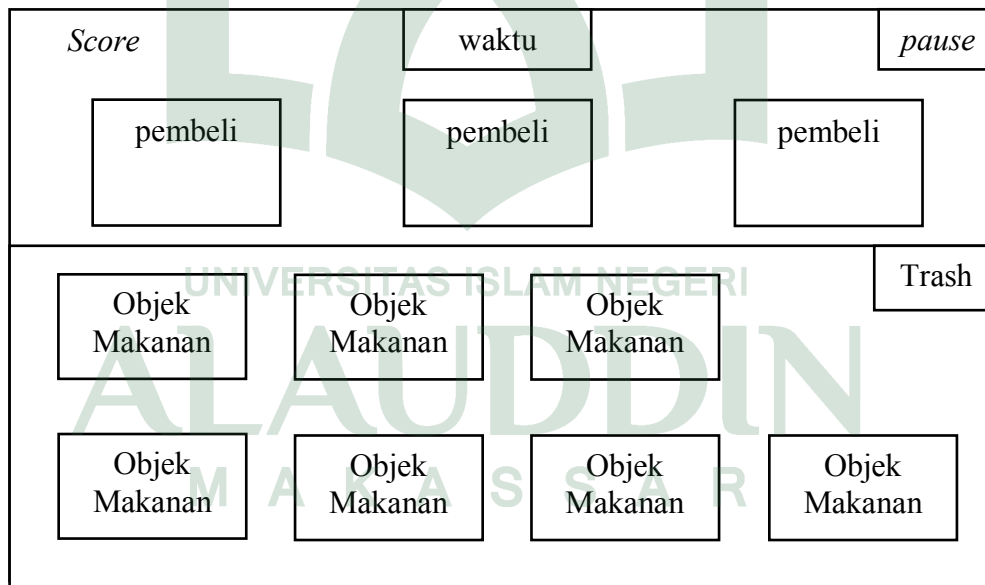 Score
waktu
pause
pembeli
pembeli
pembeli
Trash
UNIVERSITAS ISLAM NEGERI
Objek
Makanan
Objek
Makanan
Objek
Makanan
ALAUDDIN
Objek
Makanan
Objek
Makanan
Objek
Makanan
Objek
Makanan
MAKASSAR